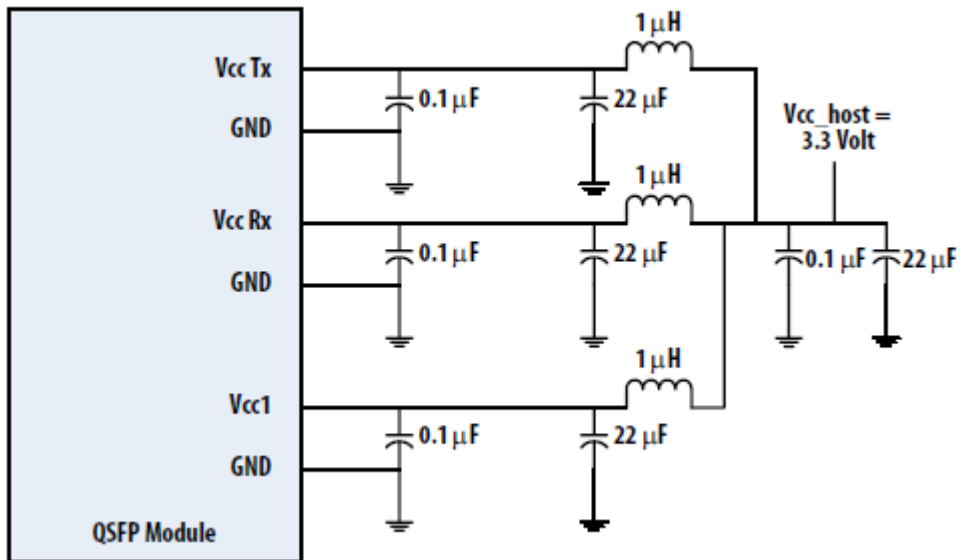 1 µH
Vcc Tx
0.1 µF
22 µF
GND
Vcc_host =
3.3 Volt
1 µH
Vcc Rx
0.1 µF
22 µF
0.1 µF
22 µF
GND
1 µH
Vcc1
0.1 µF
22 µF
GND
QSFP Module